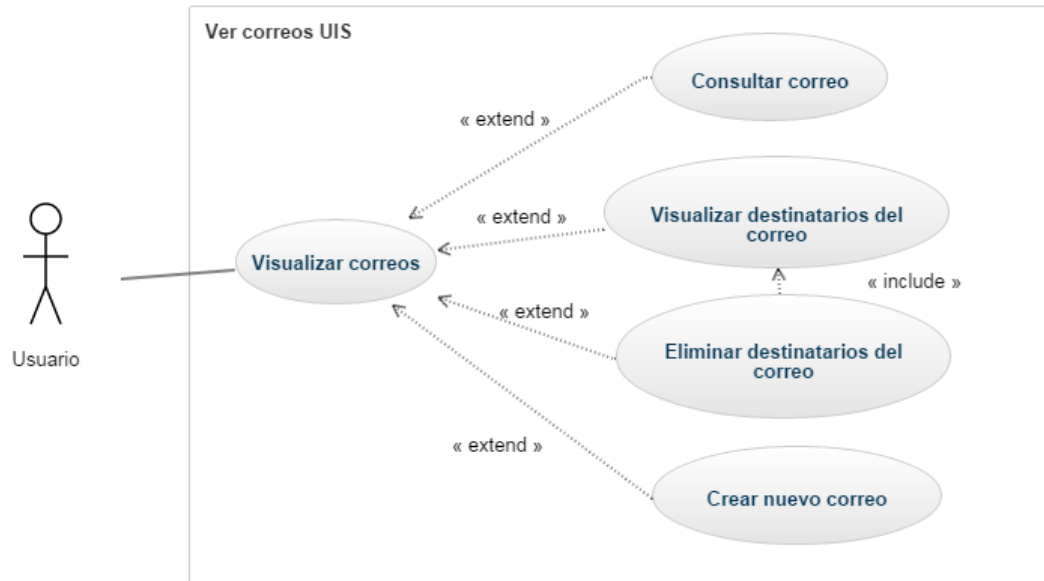 Ver correos UIS
Consultar correo
« extend »
Visualizar destinatarios del
correo
« extend »
Visualizar correos
« include »
« extend »
Eliminar destinatarios del
correo
Usuario
« extend »
Crear nuevo correo